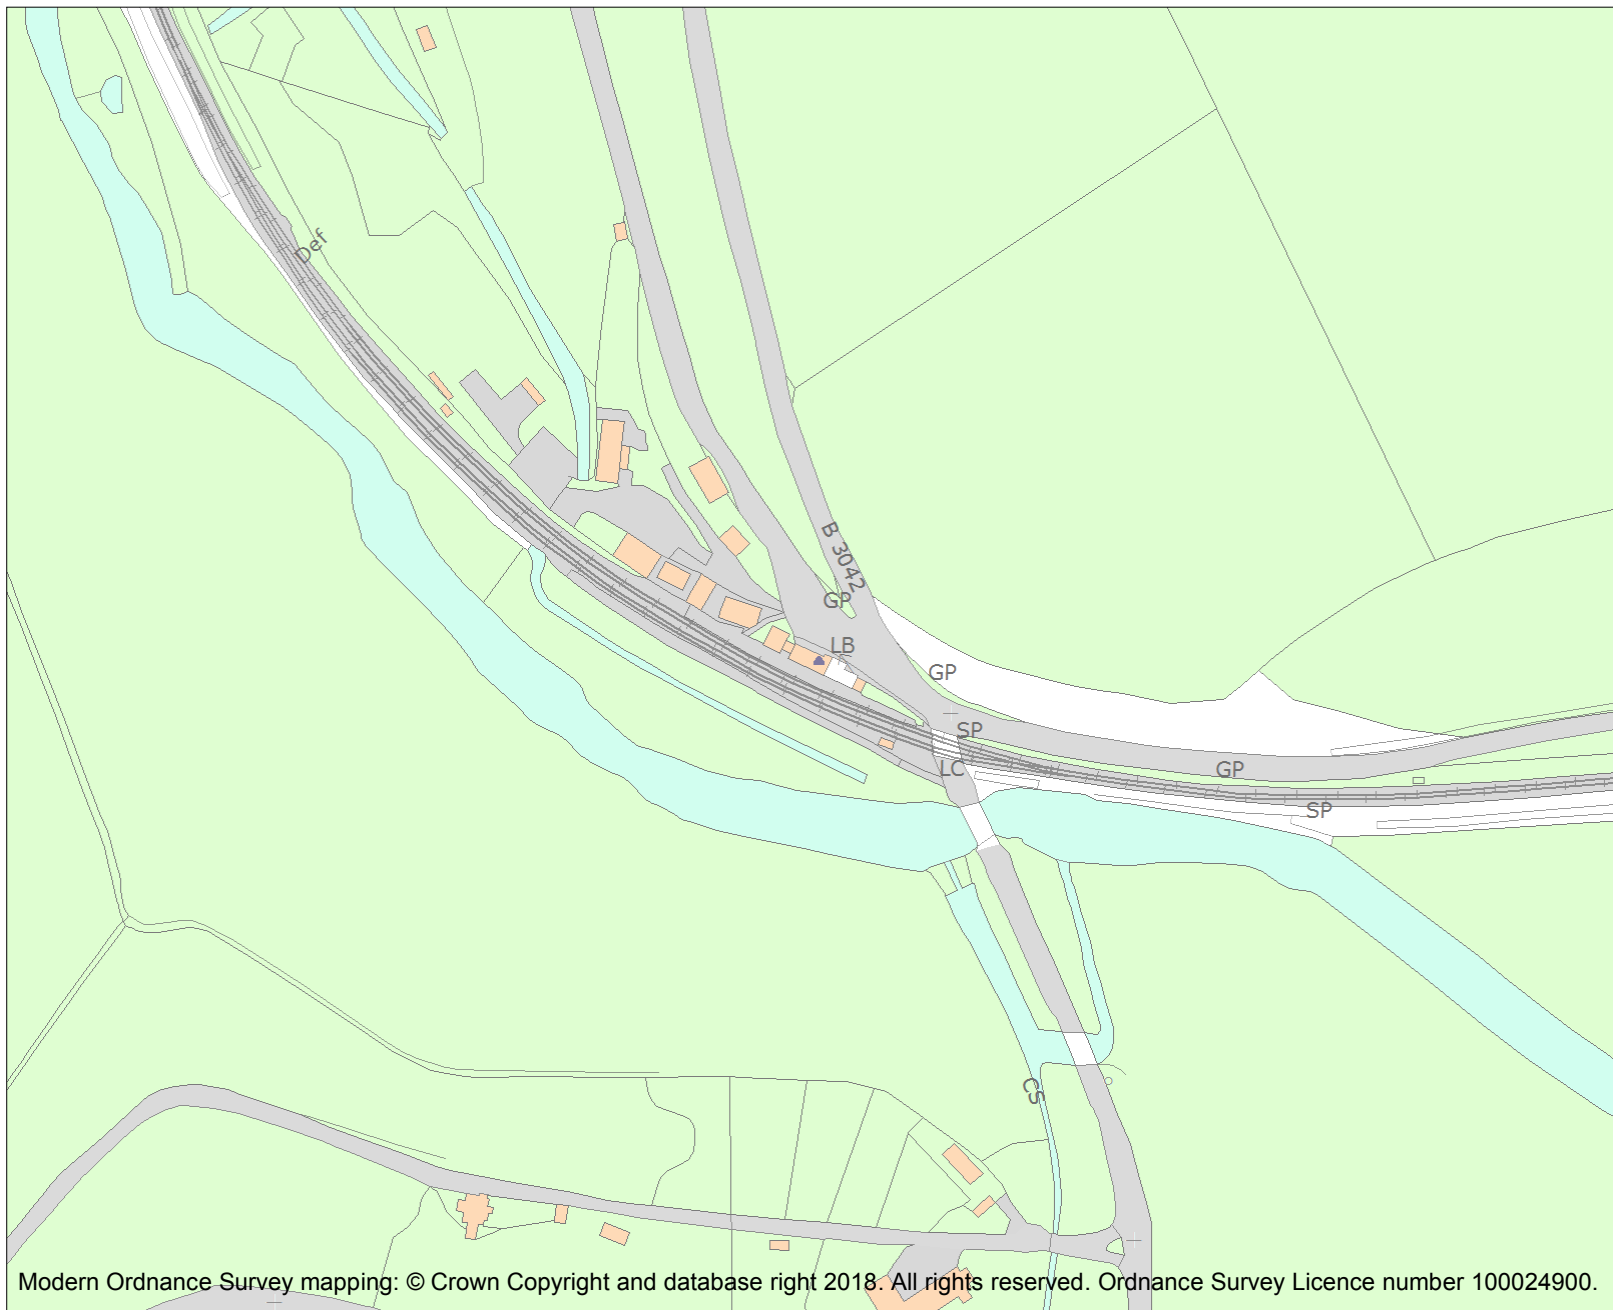 Def
B 3042
GP
LB
GP
SP
LC
GP
SP
CS
Modern Ordnance Survey mapping: © Crown Copyright and database right 2018. All rights reserved. Ordnance Survey Licence number 100024900.